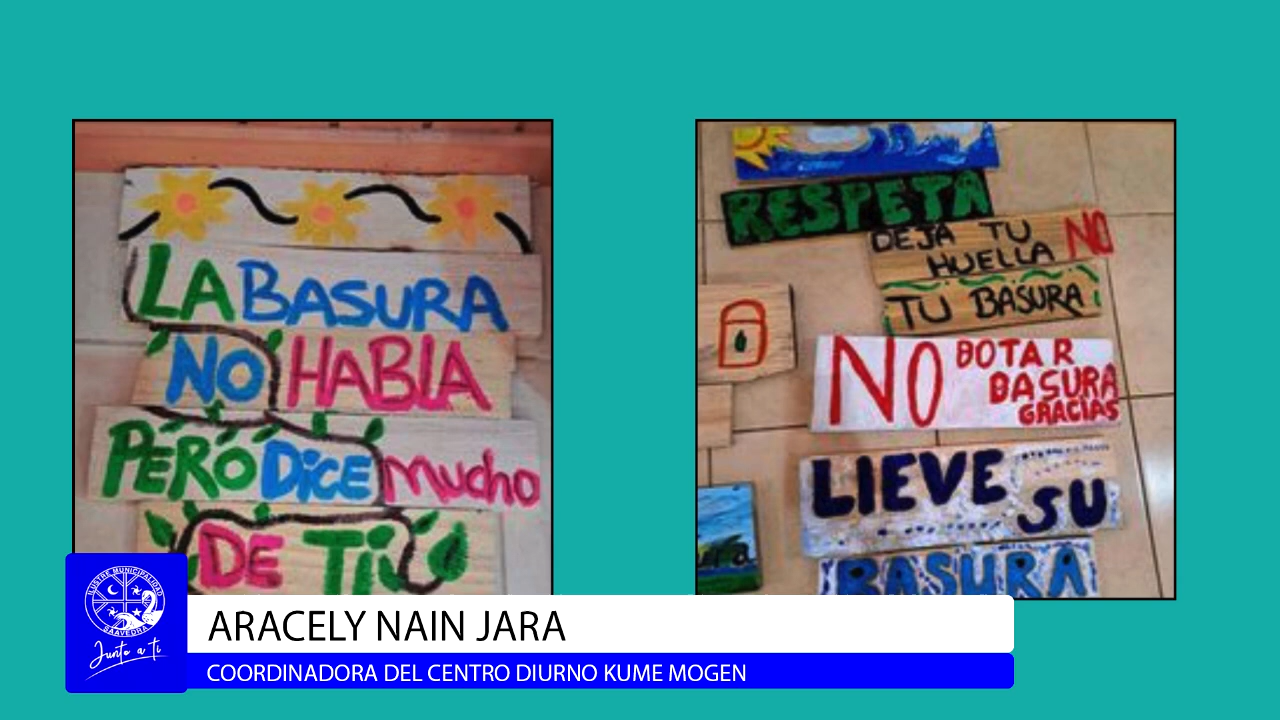 LA BASURA
NO HABLA
PERO DICE mucho
DE Ti
RESPETA
DEJA TU NO
HUELLA
TU BASURA
NO BOTAR
BASURA
GRACIAS
LIEVE
SU
BASURA
ILUSTRE MUNICIPALIDAD
SAAVEDRA
Junto a ti
ARACELY NAIN JARA
COORDINADORA DEL CENTRO DIURNO KUME MOGEN